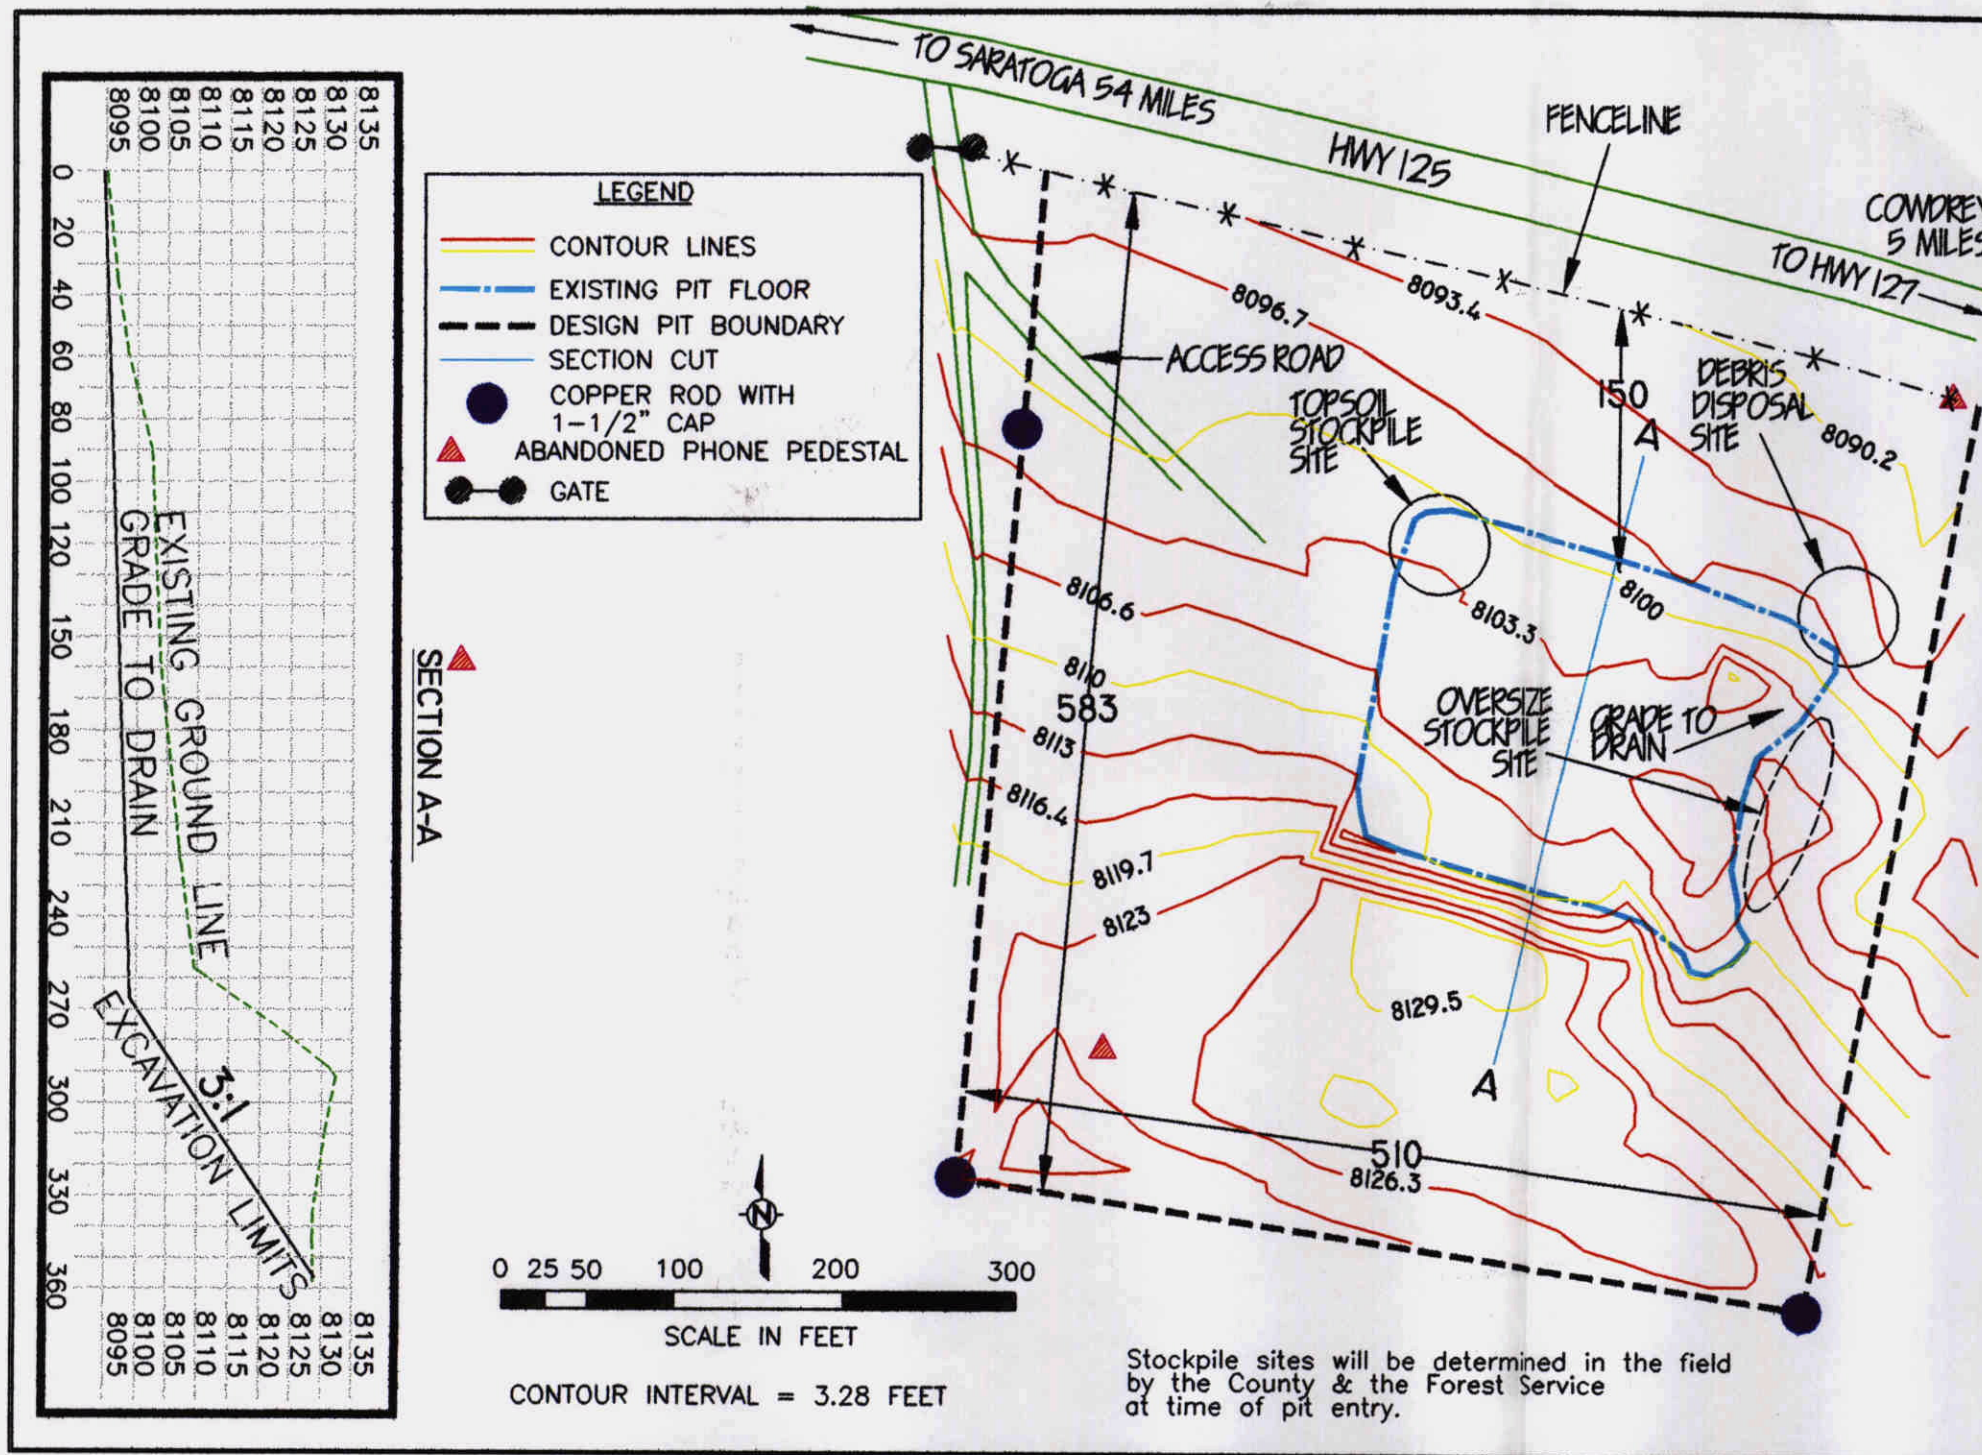 8135
8130
8125
8120
8115
8110
8105
8100
8095
0
20
40
60
80
100
120
150
180
210
240
270
300
330
360
EXISTING GROUND LINE
GRADE TO DRAIN
3:1
EXCAVATION LIMITS
8135
8130
8125
8120
8115
8110
8105
8100
8095
SECTION A-A
LEGEND
CONTOUR LINES
EXISTING PIT FLOOR
DESIGN PIT BOUNDARY
SECTION CUT
COPPER ROD WITH
1-1/2" CAP
ABANDONED PHONE PEDESTAL
GATE
TO SARATOGA 54 MILES
HWY 125
FENCELINE
COWDREY
5 MILES
TO HWY 127
8096.7
8093.4
ACCESS ROAD
150
DEBRIS
DISPOSAL
SITE
TOPSOIL
STOCKPILE
SITE
A
8090.2
8106.6
8100
8103.3
8110
583
OVERSIZE
STOCKPILE
SITE
GRADE TO
DRAIN
8113
8116.4
8119.7
8123
8129.5
A
510
8126.3
N
0 25 50 100 200 300
SCALE IN FEET
CONTOUR INTERVAL = 3.28 FEET
Stockpile sites will be determined in the field
by the County & the Forest Service
at time of pit entry.